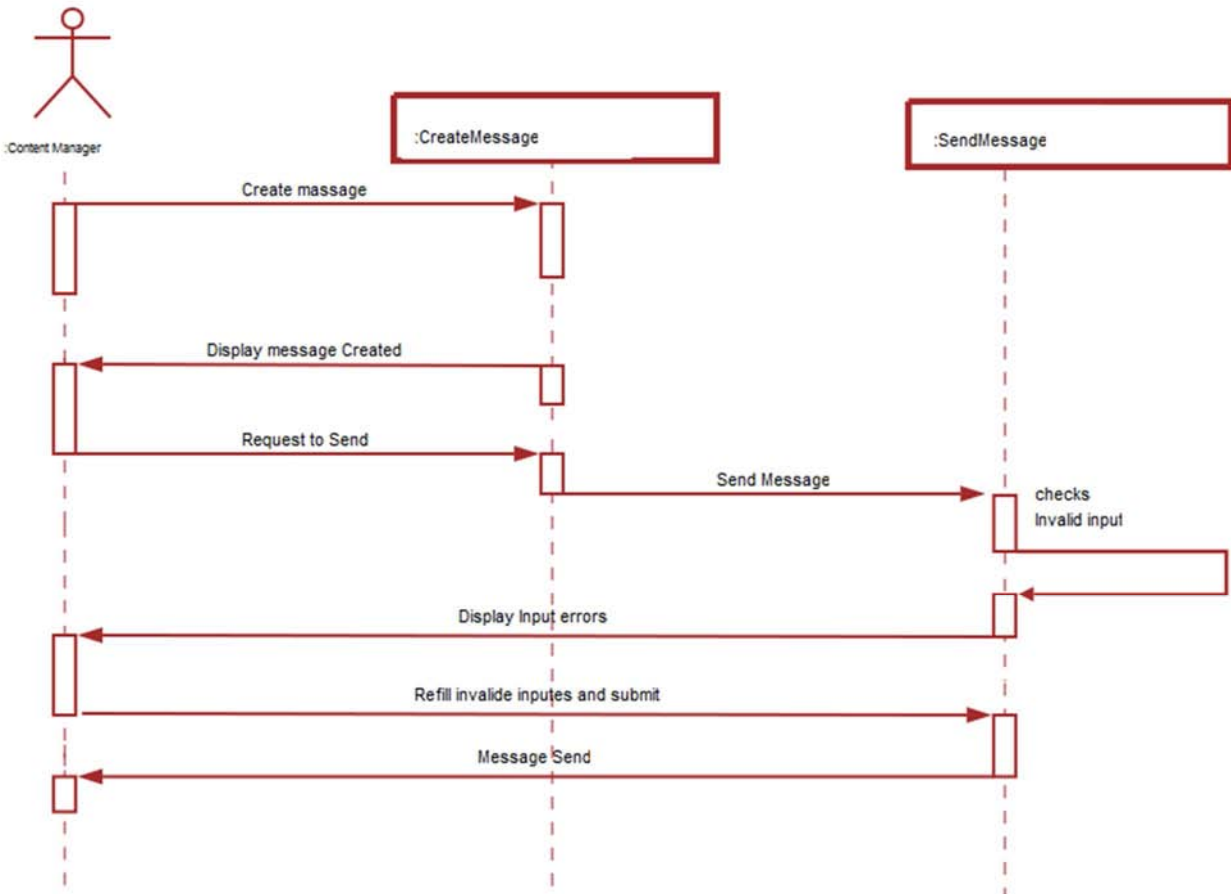 :Content Manager
:CreateMessage
:SendMessage
Create massage
Display message Created
Request to Send
Send Message
checks
Invalid input
Display Input errors
Refill invalide inputes and submit
Message Send